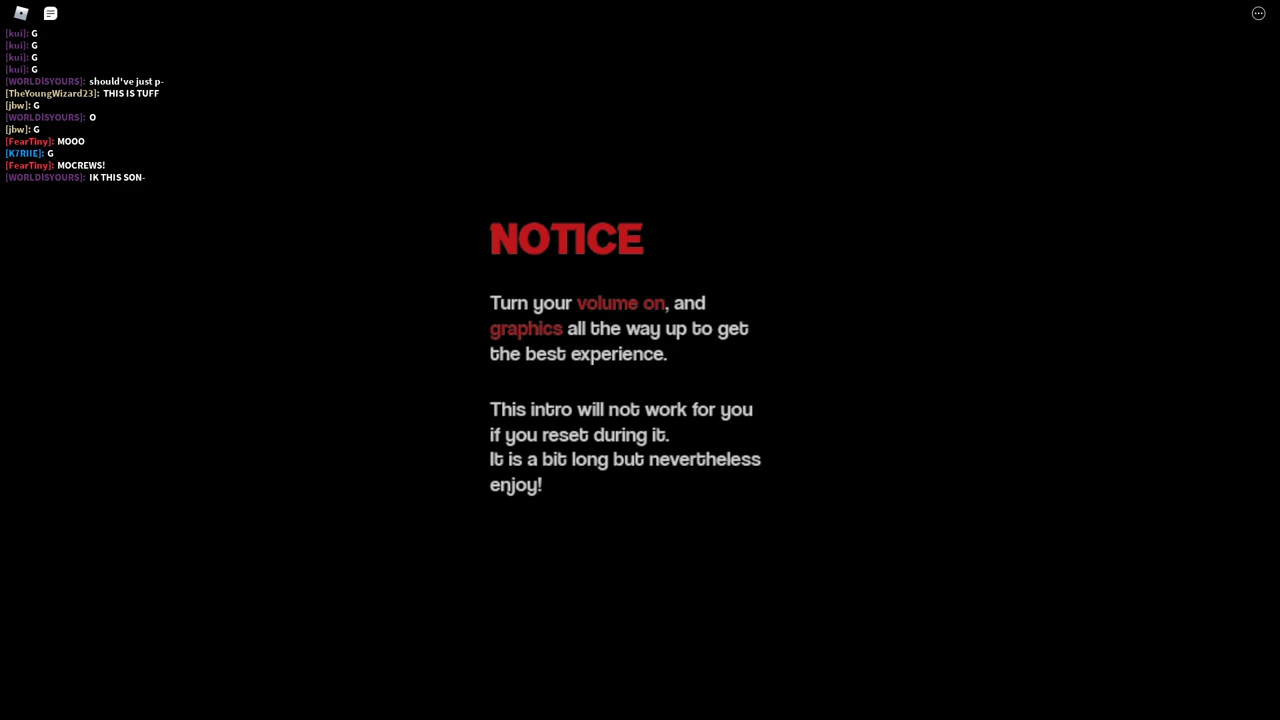 [kui]: G
[kui]: G
[kui]: G
[kui]: G
[WORLDISYOURS]: should've just p-
[TheYoungWizard23]: THIS IS TUFF
[jbw]: G
[WORLDISYOURS]: O
[jbw]: G
[FearTiny]: MOOO
[K7RIIE]: G
[FearTiny]: MOCREWS!
[WORLDISYOURS]: IK THIS SON-
NOTICE
Turn your volume on, and
graphics all the way up to get
the best experience.
This intro will not work for you
if you reset during it.
It is a bit long but nevertheless
enjoy!